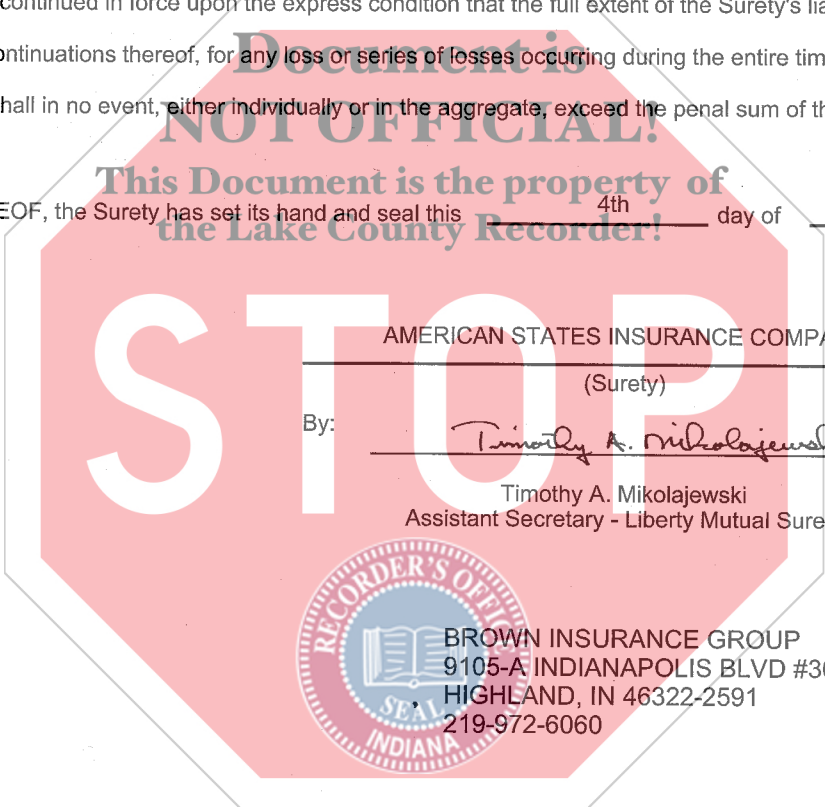 continued in force upon the express condition that the full extent of the Surety's lia
Document is
ontinuations thereof, for any loss or series of losses occurring during the entire tim
hall in no event, either individually or in the aggregate, exceed the penal sum of th
NOT OFFICIAL!
This Document is the property of
EOF, the Surety has set its hand and seal this 4th day of
the Lake County Recorder!
STOP
AMERICAN STATES INSURANCE COMPA
(Surety)
By: Timothy A. Mikolajews
Timothy A. Mikolajewski
Assistant Secretary - Liberty Mutual Sure
RECORDER'S OFFICE
SEAL
INDIANA
BROWN INSURANCE GROUP
9105-A INDIANAPOLIS BLVD #30
HIGHLAND, IN 46322-2591
219-972-6060